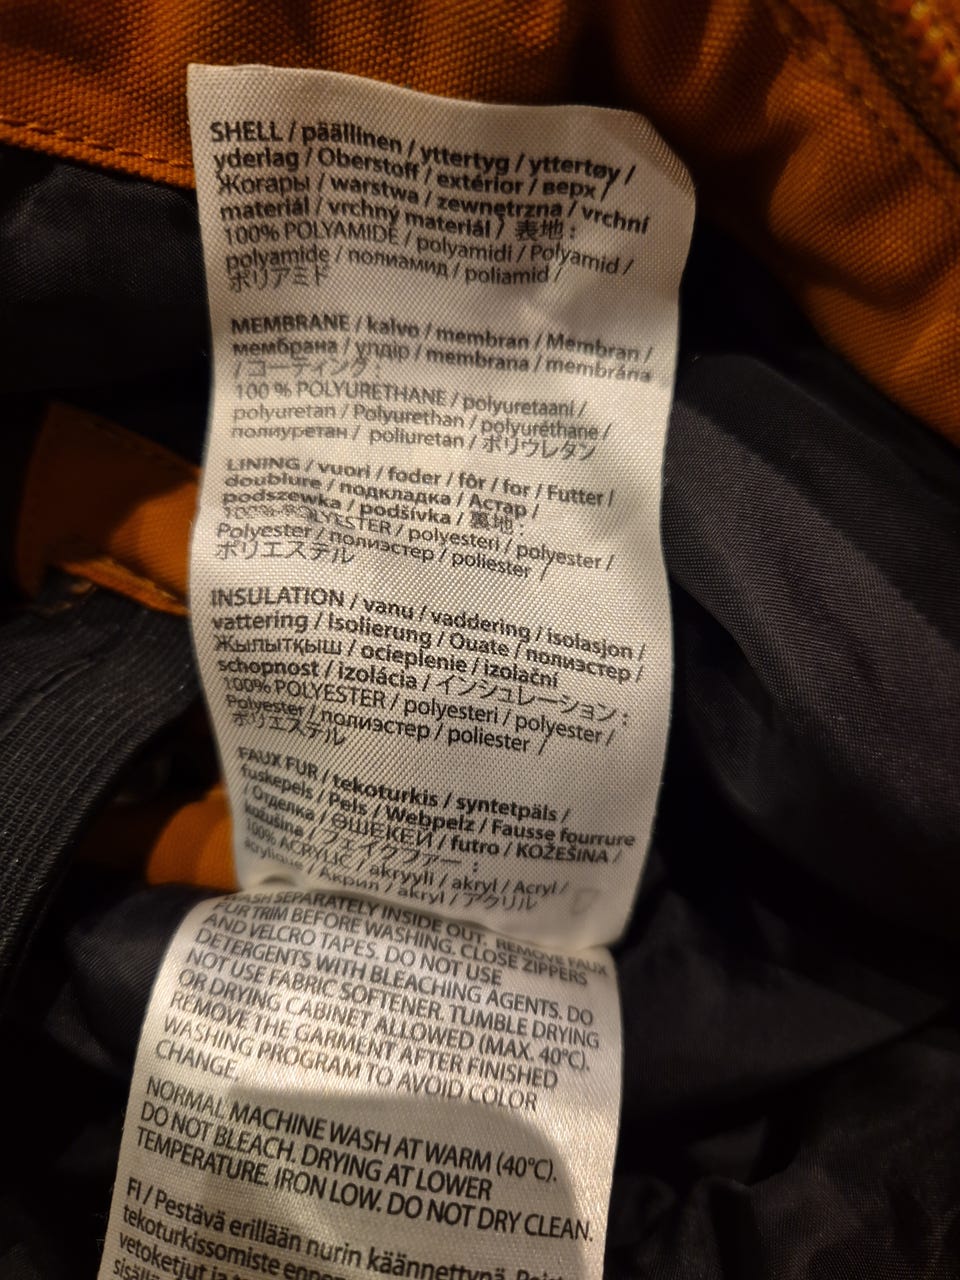 SHELL / päällinen / yttertyg / yttertøy /
yderlag / Oberstoff / extérior / верх /
Жоғары / warstwa / zewnętrzna / vrchní
materiál / vrchný materiál / 表地 :
100% POLYAMIDE / polyamidi / Polyamid /
polyamide / полиамид / poliamid /
ポリアミド
MEMBRANE / kalvo / membran / Membran /
мембрана / үлдір / membrana / membrána
/ コーティング :
100 % POLYURETHANE / polyuretaani /
polyuretan / Polyurethan / polyuréthane /
полиуретан / poliuretan / ポリウレタン
LINING / vuori / foder / fôr / for / Futter /
doublure / подкладка / Астар /
podszewka / podšívka / 裏地 :
100% POLYESTER / polyesteri / polyester /
Polyester / полиэстер / poliester /
ポリエステル
INSULATION / vanu / vaddering / isolasjon /
vattering / Isolierung / Ouate / полиэстер /
ЖЫЛЫТҚЫШ / ocieplenie / izolační
schopnost / izolácia / インシュレーション :
100% POLYESTER / polyesteri / polyester /
Polyester / полиэстер / poliester /
ポリエステル
FAUX FUR / tekoturkis / syntetpäls /
fuskepels / Pels / Webpelz / Fausse fourrure
/ Отделка / ӨШЕКЕЙ / futro / KOŽEŠINA /
kožušina / フェイクファー :
100% ACRYLIC / akryyli / akryl / Acryl /
acrylique / Акрил / akryl / アクリル
WASH SEPARATELY INSIDE OUT. REMOVE FAUX
FUR TRIM BEFORE WASHING. CLOSE ZIPPERS
AND VELCRO TAPES. DO NOT USE
DETERGENTS WITH BLEACHING AGENTS. DO
NOT USE FABRIC SOFTENER. TUMBLE DRYING
OR DRYING CABINET ALLOWED (MAX. 40°C).
REMOVE THE GARMENT AFTER FINISHED
WASHING PROGRAM TO AVOID COLOR
CHANGE.
NORMAL MACHINE WASH AT WARM (40°C).
DO NOT BLEACH. DRYING AT LOWER
TEMPERATURE. IRON LOW. DO NOT DRY CLEAN.
FI / Pestävä erillään nurin käännettynä.
tekoturkissomiste ennen
vetoketjut ja